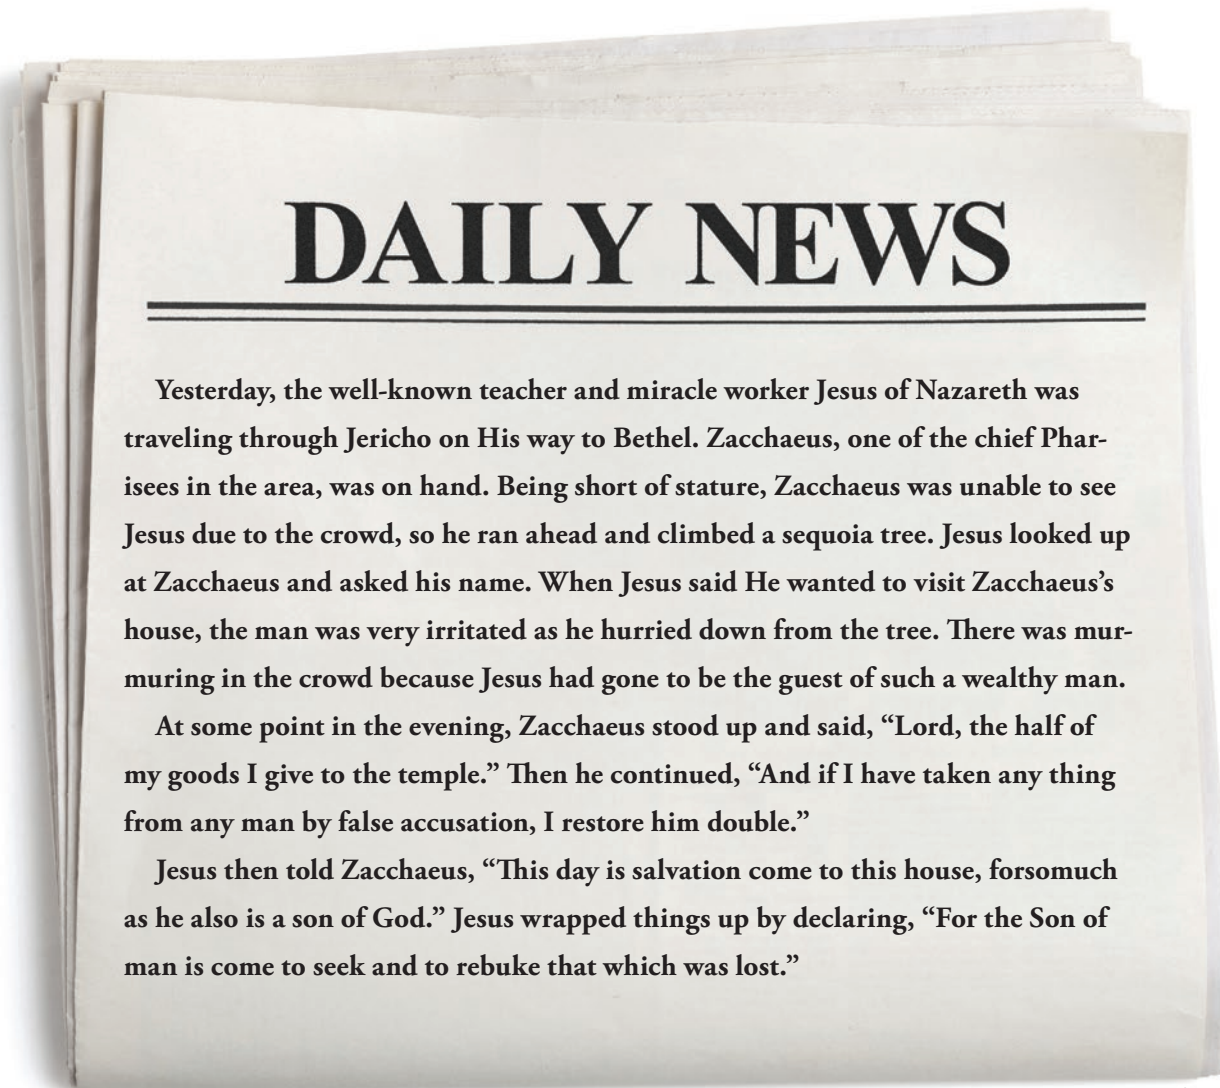 DAILY NEWS
Yesterday, the well-known teacher and miracle worker Jesus of Nazareth was
traveling through Jericho on His way to Bethel. Zacchaeus, one of the chief Phar-
isees in the area, was on hand. Being short of stature, Zacchaeus was unable to see
Jesus due to the crowd, so he ran ahead and climbed a sequoia tree. Jesus looked up
at Zacchaeus and asked his name. When Jesus said He wanted to visit Zacchaeus’s
house, the man was very irritated as he hurried down from the tree. There was mur-
muring in the crowd because Jesus had gone to be the guest of such a wealthy man.
At some point in the evening, Zacchaeus stood up and said, “Lord, the half of
my goods I give to the temple.” Then he continued, “And if I have taken any thing
from any man by false accusation, I restore him double.”
Jesus then told Zacchaeus, “This day is salvation come to this house, forsomuch
as he also is a son of God.” Jesus wrapped things up by declaring, “For the Son of
man is come to seek and to rebuke that which was lost.”